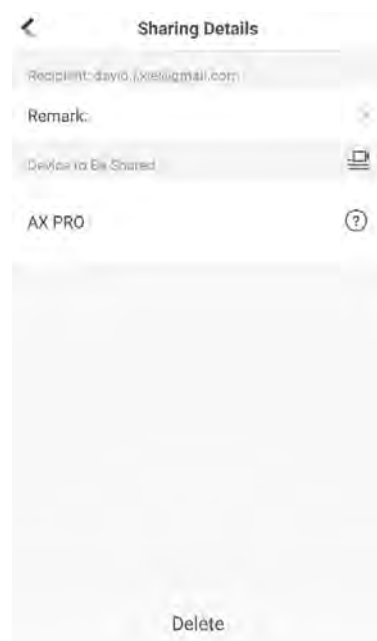 Sharing Details
Recipient:
Remark:
Device to Be Shared
AX PRO
Delete